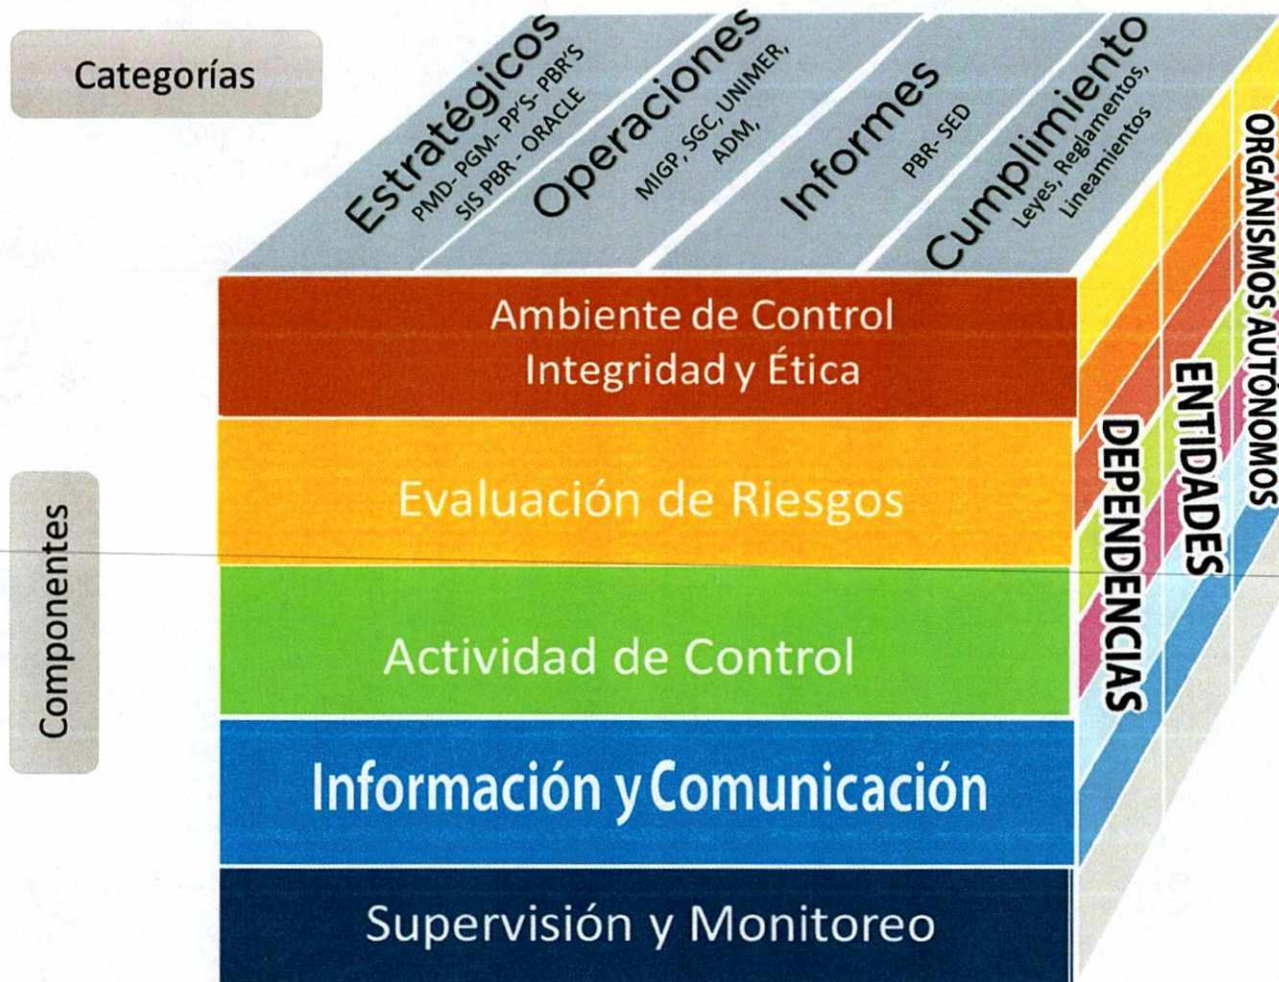 Categorías
Estratégicos
PMD- PGM- PP'S- PBR'S
SIS PBR - ORACLE
Operaciones
MIGP, SGC, UNIMER,
ADM,
Informes
PBR- SED
Cumplimiento
Leyes, Reglamentos,
Lineamientos
Componentes
Ambiente de Control
Integridad y Ética
Evaluación de Riesgos
Actividad de Control
Información y Comunicación
Supervisión y Monitoreo
DEPENDENCIAS
ENTIDADES
ORGANISMOS AUTÓNOMOS